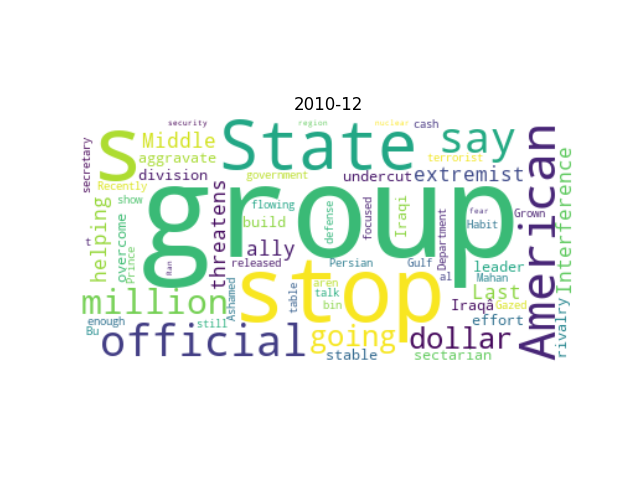 2010-12
security
region
nuclear
cash
s
State
say
American
Middle
aggravate
secretary
division
Recently
government
undercut
terrorist
extremist
Interference
helping
show
overcome
Prince
threatens
group
flowing
build
defense
focused
Iraqi
Department
fear
Habit
Grown
ally
released
Iran
rt
Persian
Gulf
al
leader
Mahan
million
Ashamed
stop
table
aren
talk
bin
Last
Gazed
Iraqâ
effort
rivalry
enough
Bu
still
official
going
dollar
stable
sectarian